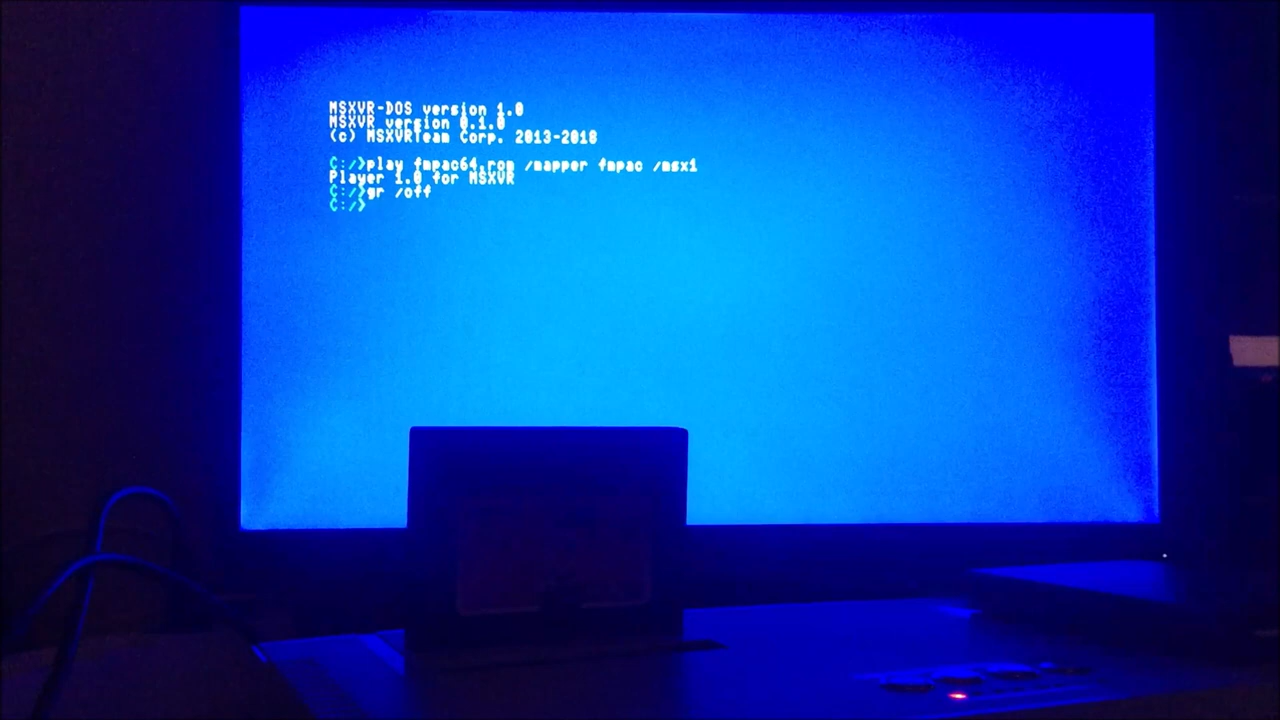 MSXVR-DOS version 1.0
MSXVR version 0.1.0
(c) MSXVRTeam Corp. 2013-2018
C:/>play fmpac64.rom /mapper fmpac /msx1
Player 1.0 for MSXVR
C:/>gr /off
C:/>